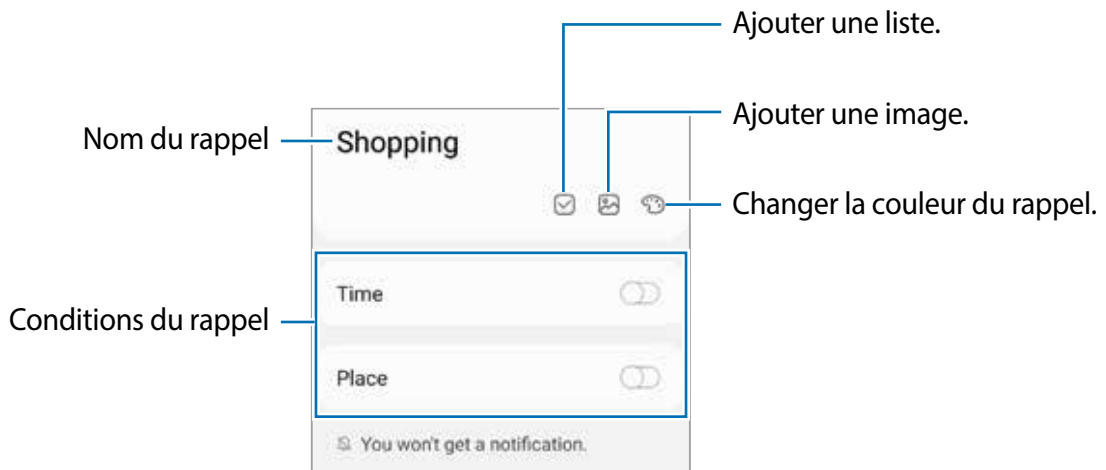 Ajouter une liste.
Ajouter une image.
Nom du rappel
Shopping
Changer la couleur du rappel.
Time
Conditions du rappel
Place
You won't get a notification.